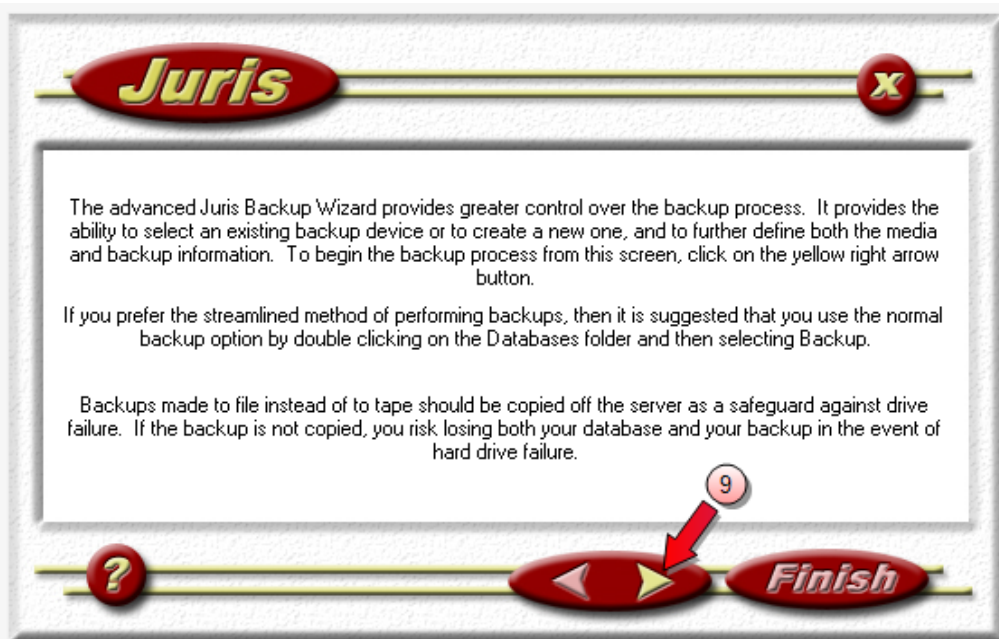 Juris
x
The advanced Juris Backup Wizard provides greater control over the backup process. It provides the
ability to select an existing backup device or to create a new one, and to further define both the media
and backup information. To begin the backup process from this screen, click on the yellow right arrow
button.
If you prefer the streamlined method of performing backups, then it is suggested that you use the normal
backup option by double clicking on the Databases folder and then selecting Backup.
Backups made to file instead of to tape should be copied off the server as a safeguard against drive
failure. If the backup is not copied, you risk losing both your database and your backup in the event of
hard drive failure.
9
?
Finish